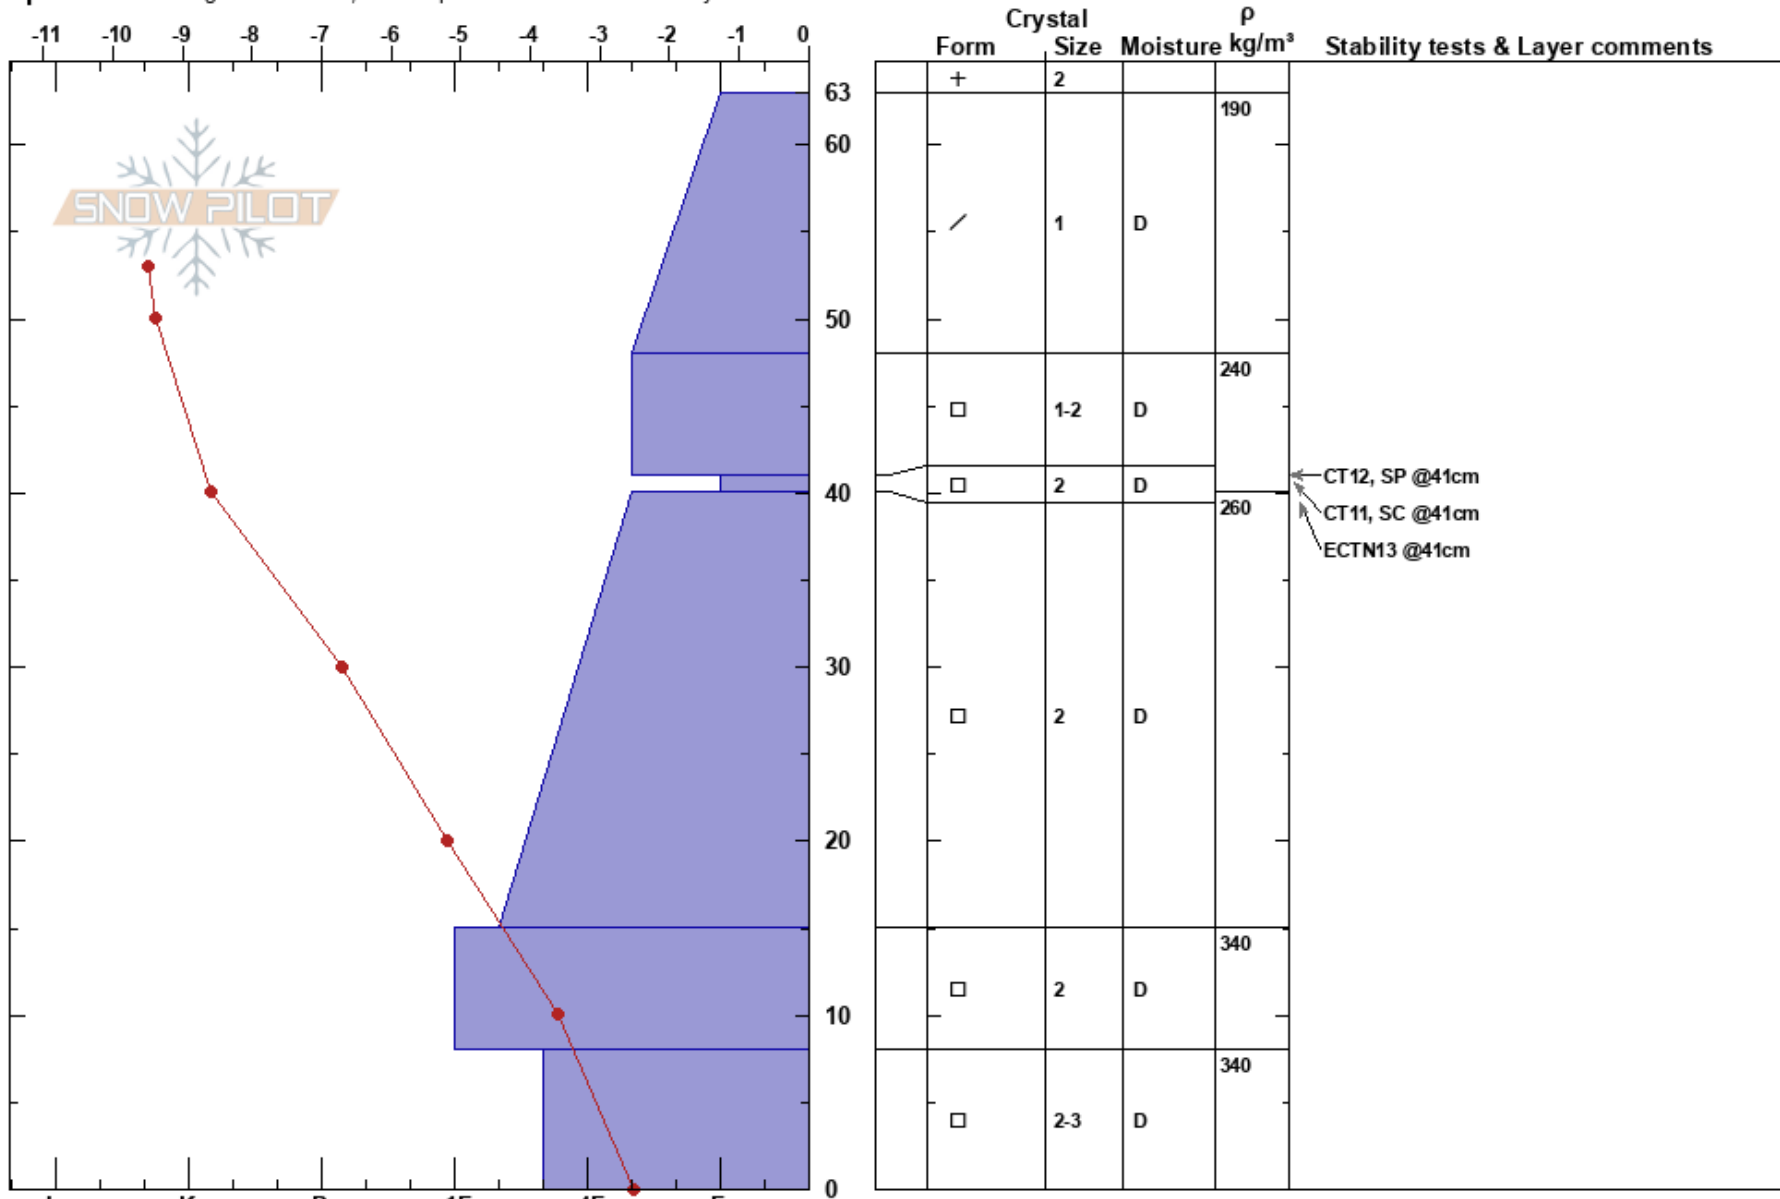 Crystal ρ
-11 -10 -9 -8 -7 -6 -5 -4 -3 -2 -1 0 Form Size Moisture kg/m³ Stability tests & Layer comments
+ 2
63 190
60
SNOW PILOT
/ 1 D
50
240
1-2 D
CT12, SP @41cm
40 2 D
260 CT11, SC @41cm
ECTN13 @41cm
30
2 D
20
340
2 D
10
340
2-3 D
0